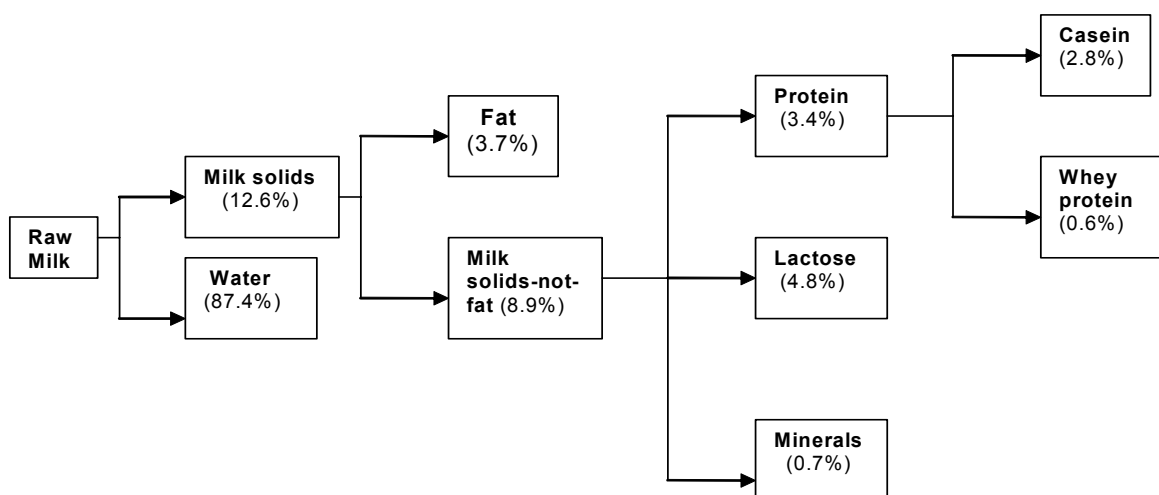 Raw
Milk
Milk solids
(12.6%)
Water
(87.4%)
Fat
(3.7%)
Milk
solids-not-
fat (8.9%)
Protein
(3.4%)
Lactose
(4.8%)
Minerals
(0.7%)
Casein
(2.8%)
Whey
protein
(0.6%)